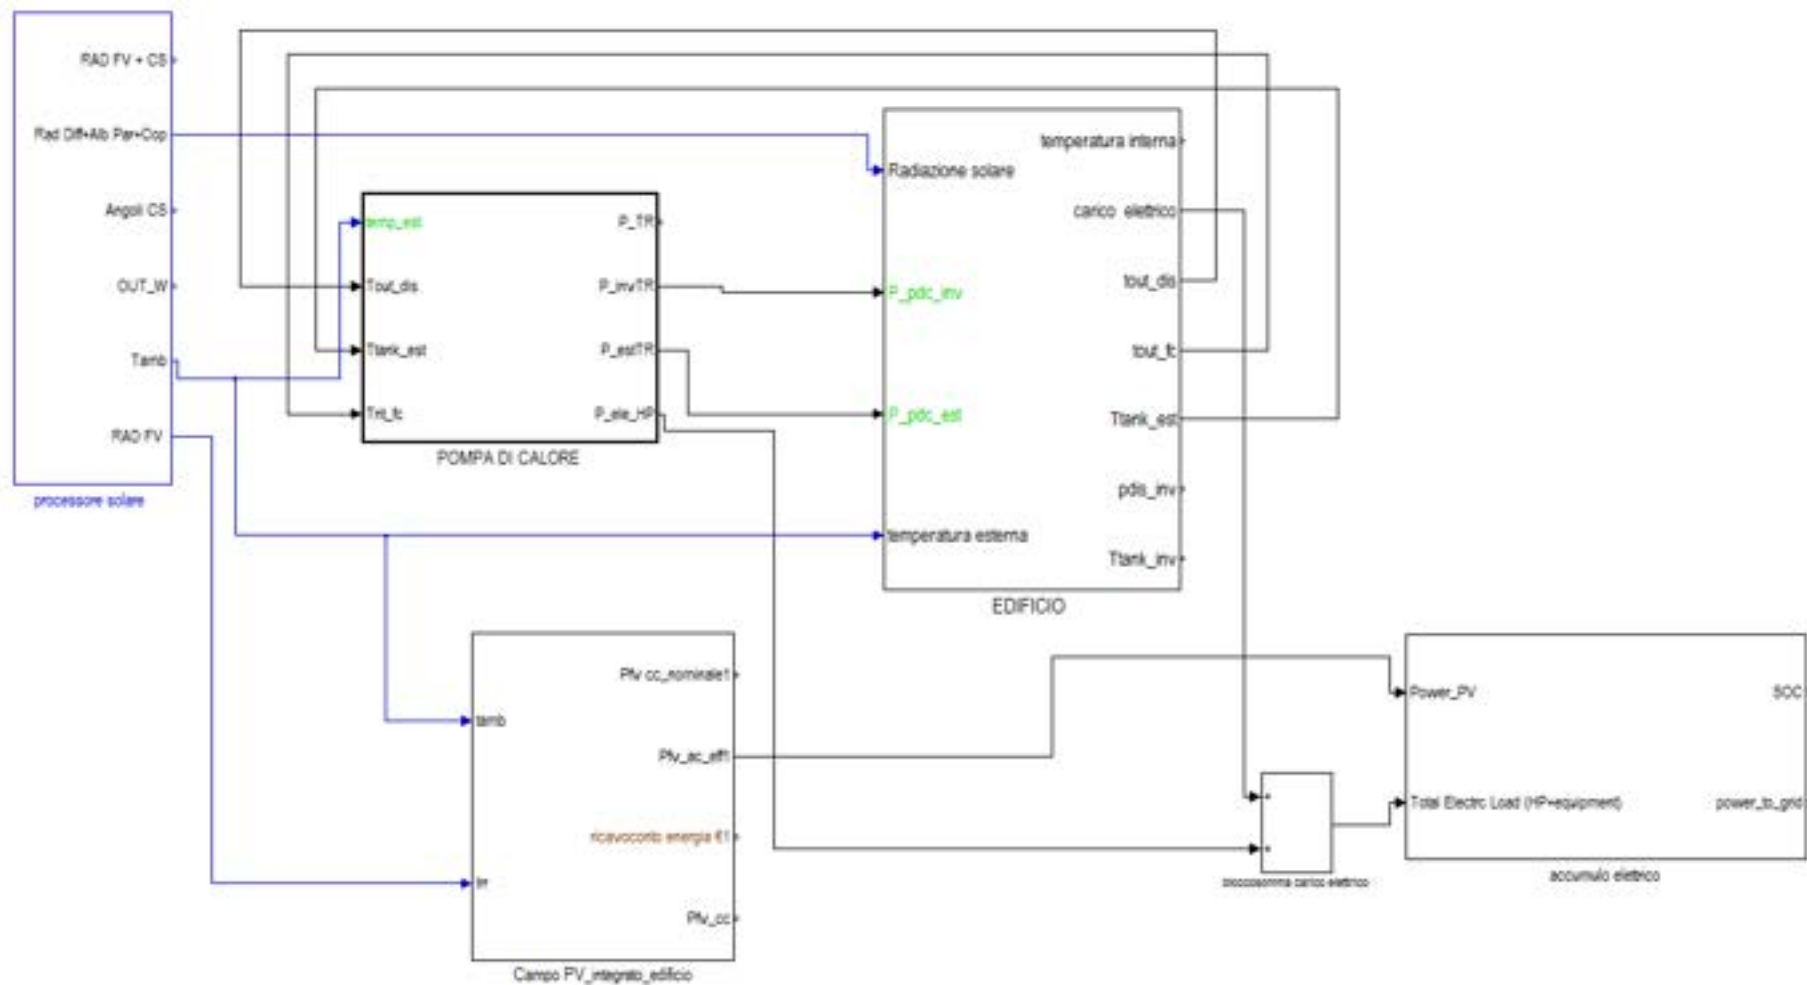 RAD FV + CS
Rad Diff+Alb Par+Cop
Angoli CS
OUT_W
Tamb
RAD FV
processore solare
temp_est
Tout_dis
Ttank_est
P_TR
P_invTR
P_estTR
P_ele_HP
POMPA DI CALORE
Radiazione solare
P_pdc_inv
P_pdc_est
temperatura esterna
temperatura interna
carico elettrico
tout_dis
tout_fc
Ttank_est
pdis_inv
Ttank_inv
EDIFICIO
tamb
Irr
Pfv cc_nominale1
Pfv_ac_eff1
ricavoconto energia €1
Pfv_cc
Campo PV_integrato_edificio
+
+
carico elettrico
Power_PV
Total Electrc Load (HP+equipment)
SOC
power_to_grid
accumulo elettrico